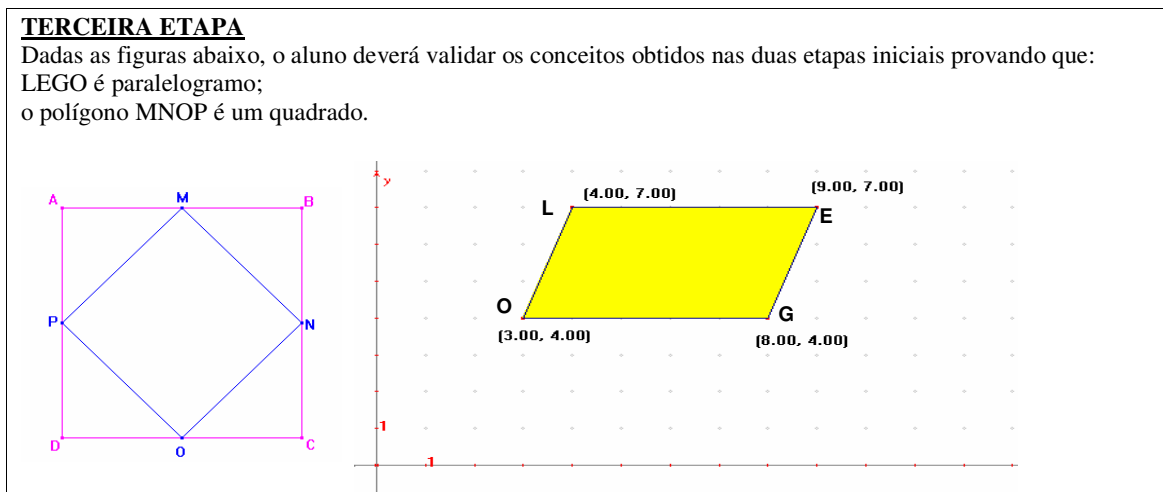 TERCEIRA ETAPA
Dadas as figuras abaixo, o aluno deverá validar os conceitos obtidos nas duas etapas iniciais provando que:
LEGO é paralelogramo;
o polígono MNOP é um quadrado.
A M B
P N
D O C
y
L (4.00, 7.00) (9.00, 7.00) E
O (3.00, 4.00) G (8.00, 4.00)
1
1